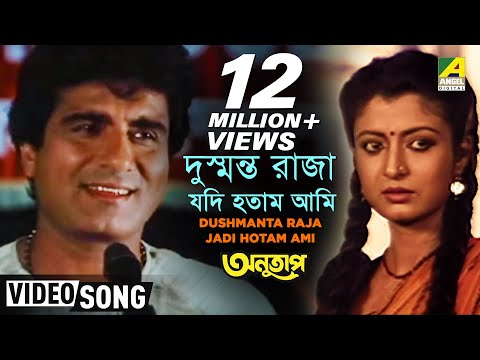 12
MILLION+
VIEWS
দুস্মন্ত রাজা
যদি হতাম আমি
DUSHMANTA RAJA
JADI HOTAM AMI
অনুতাপ
VIDEO SONG
A
ANGEL
DIGITAL